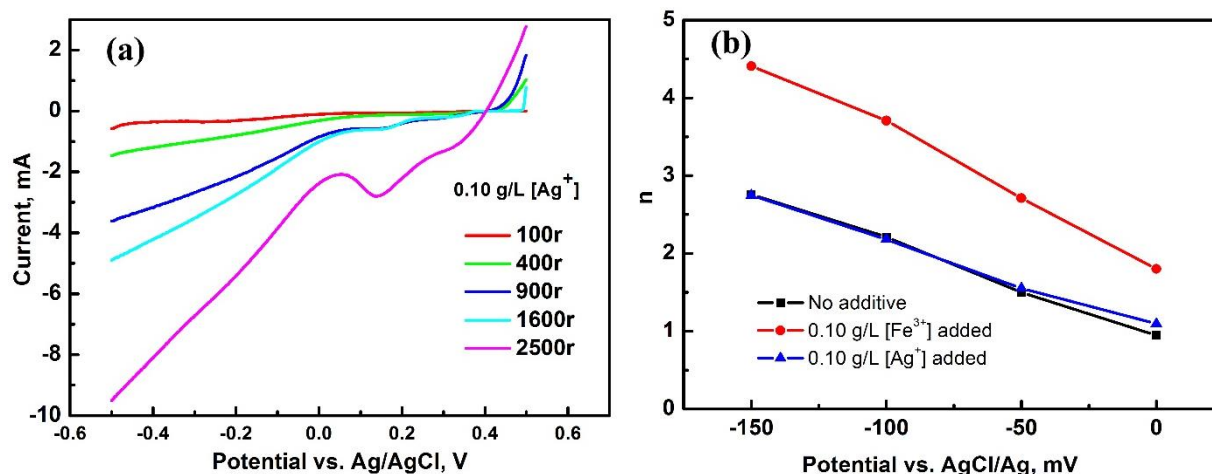 (a)
2
0
-2
-4
-6
-8
-10
Current, mA
0.10 g/L [Ag⁺]
100r
400r
900r
1600r
2500r
-0.6 -0.4 -0.2 0.0 0.2 0.4 0.6
Potential vs. Ag/AgCl, V
(b)
5
4
3
2
1
0
n
No additive
0.10 g/L [Fe³⁺] added
0.10 g/L [Ag⁺] added
-150 -100 -50 0
Potential vs. AgCl/Ag, mV